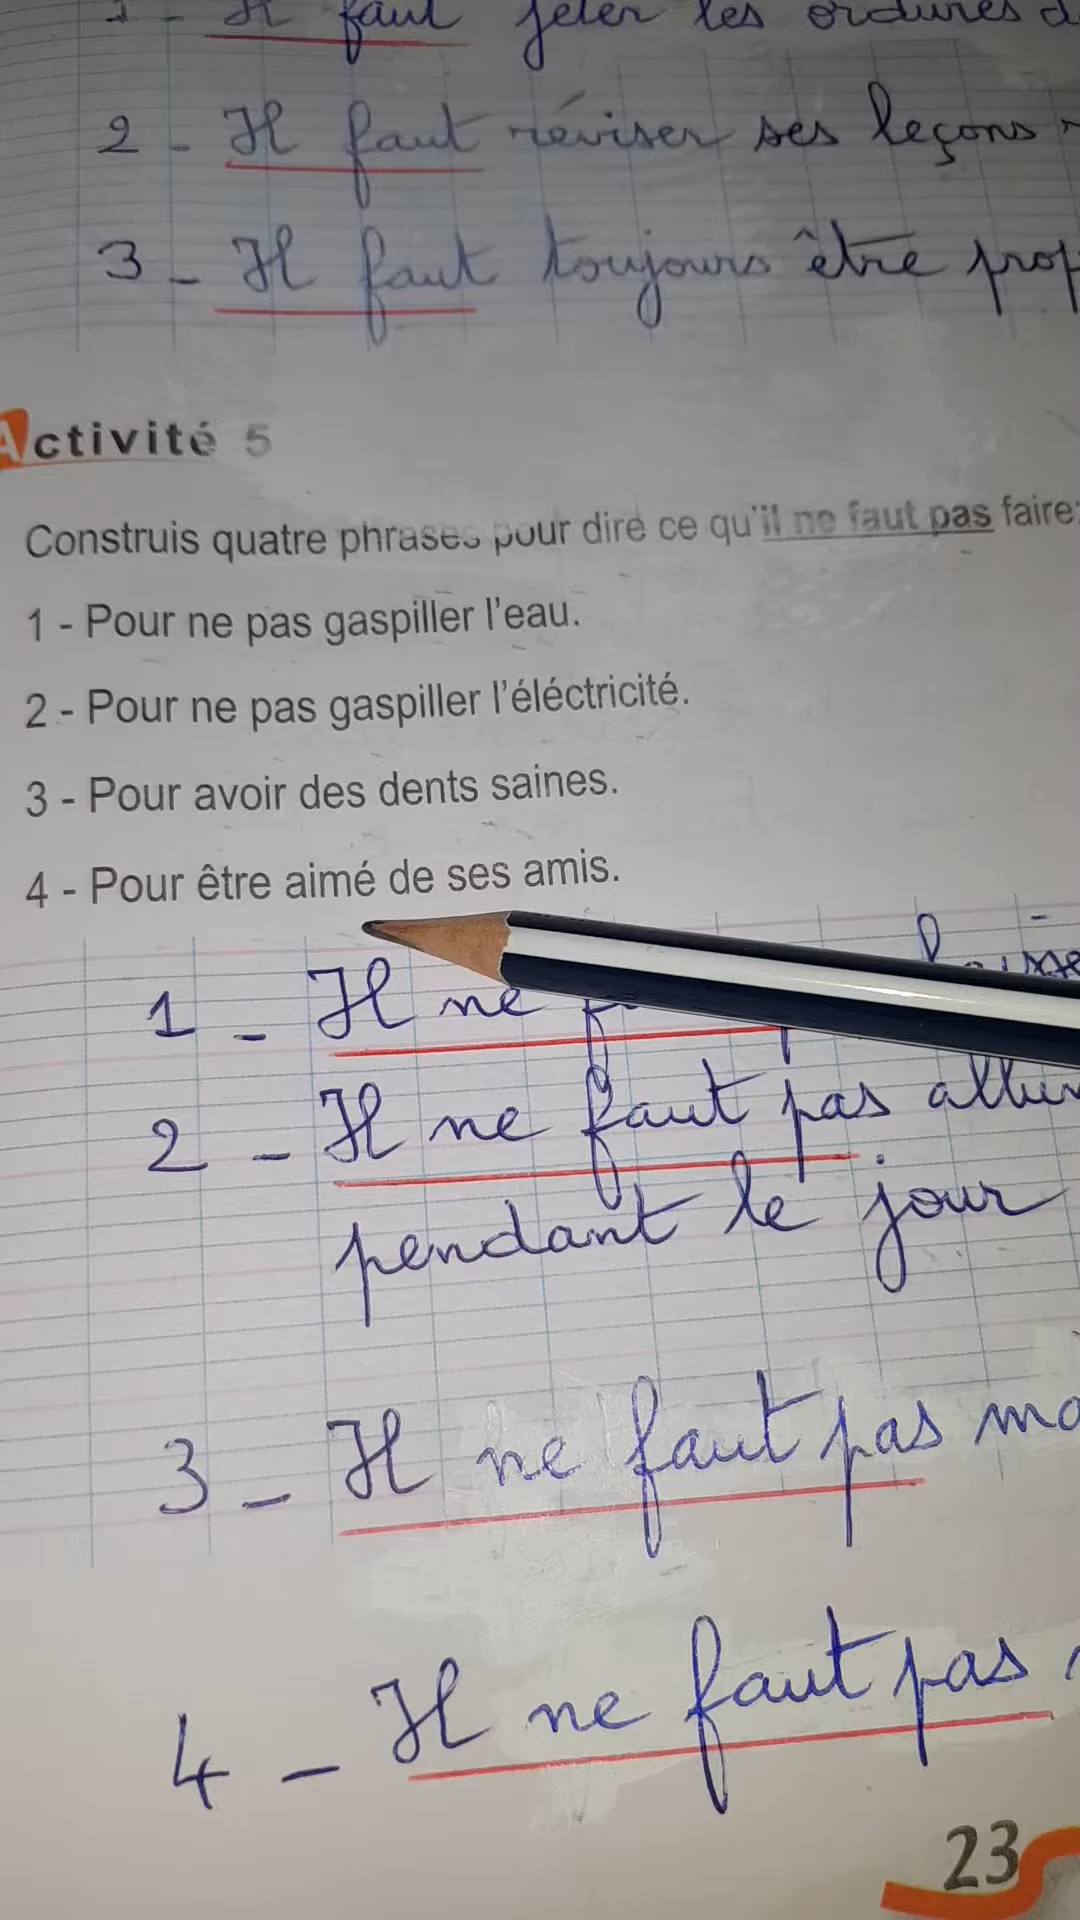 1 - Il faut jeter les ordures d
2 - Il faut réviser ses leçons
3 - Il faut toujours être prop
Activité 5
Construis quatre phrases pour dire ce qu'il ne faut pas faire:
1 - Pour ne pas gaspiller l'eau.
2 - Pour ne pas gaspiller l'éléctricité.
3 - Pour avoir des dents saines.
4 - Pour être aimé de ses amis.
1 - Il ne
2 - Il ne faut pas allum
pendant le jour
3 - Il ne faut pas ma
4 - Il ne faut pas
23